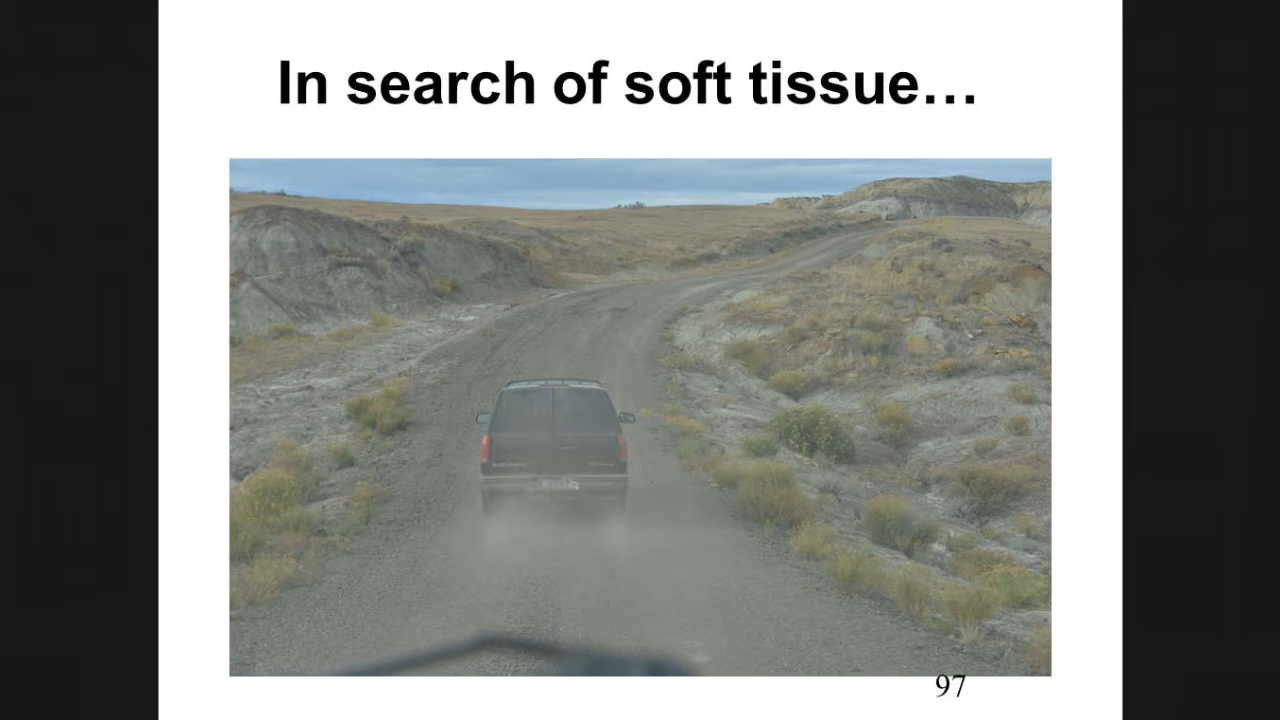 In search of soft tissue…
97